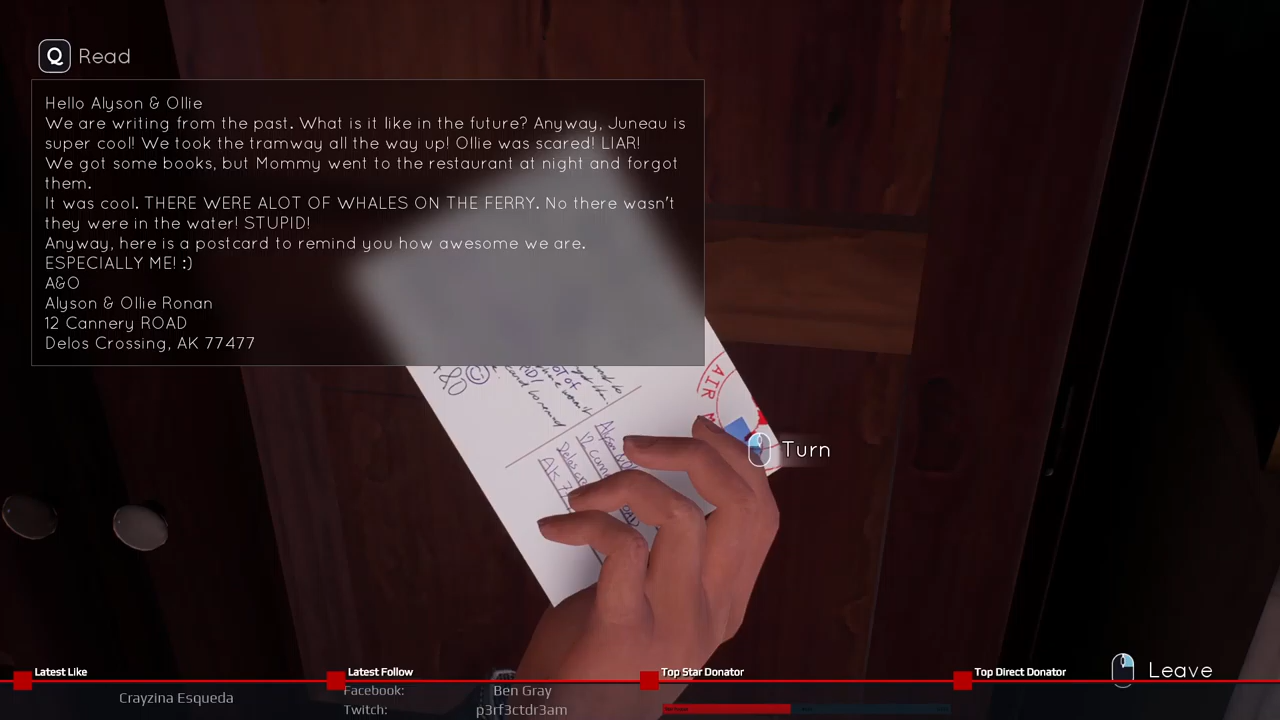 Q Read
Hello Alyson & Ollie
We are writing from the past. What is it like in the future? Anyway, Juneau is
super cool! We took the tramway all the way up! Ollie was scared! LIAR!
We got some books, but Mommy went to the restaurant at night and forgot
them.
It was cool. THERE WERE ALOT OF WHALES ON THE FERRY. No there wasn't
they were in the water! STUPID!
Anyway, here is a postcard to remind you how awesome we are.
ESPECIALLY ME! :)
A&O
Alyson & Ollie Ronan
12 Cannery ROAD
Delos Crossing, AK 77477
AIR
Turn
Leave
Latest Like
Crayzina Esqueda
Latest Follow
Facebook: Ben Gray
Twitch: p3rf3ctdr3am
Top Star Donator
Top Direct Donator